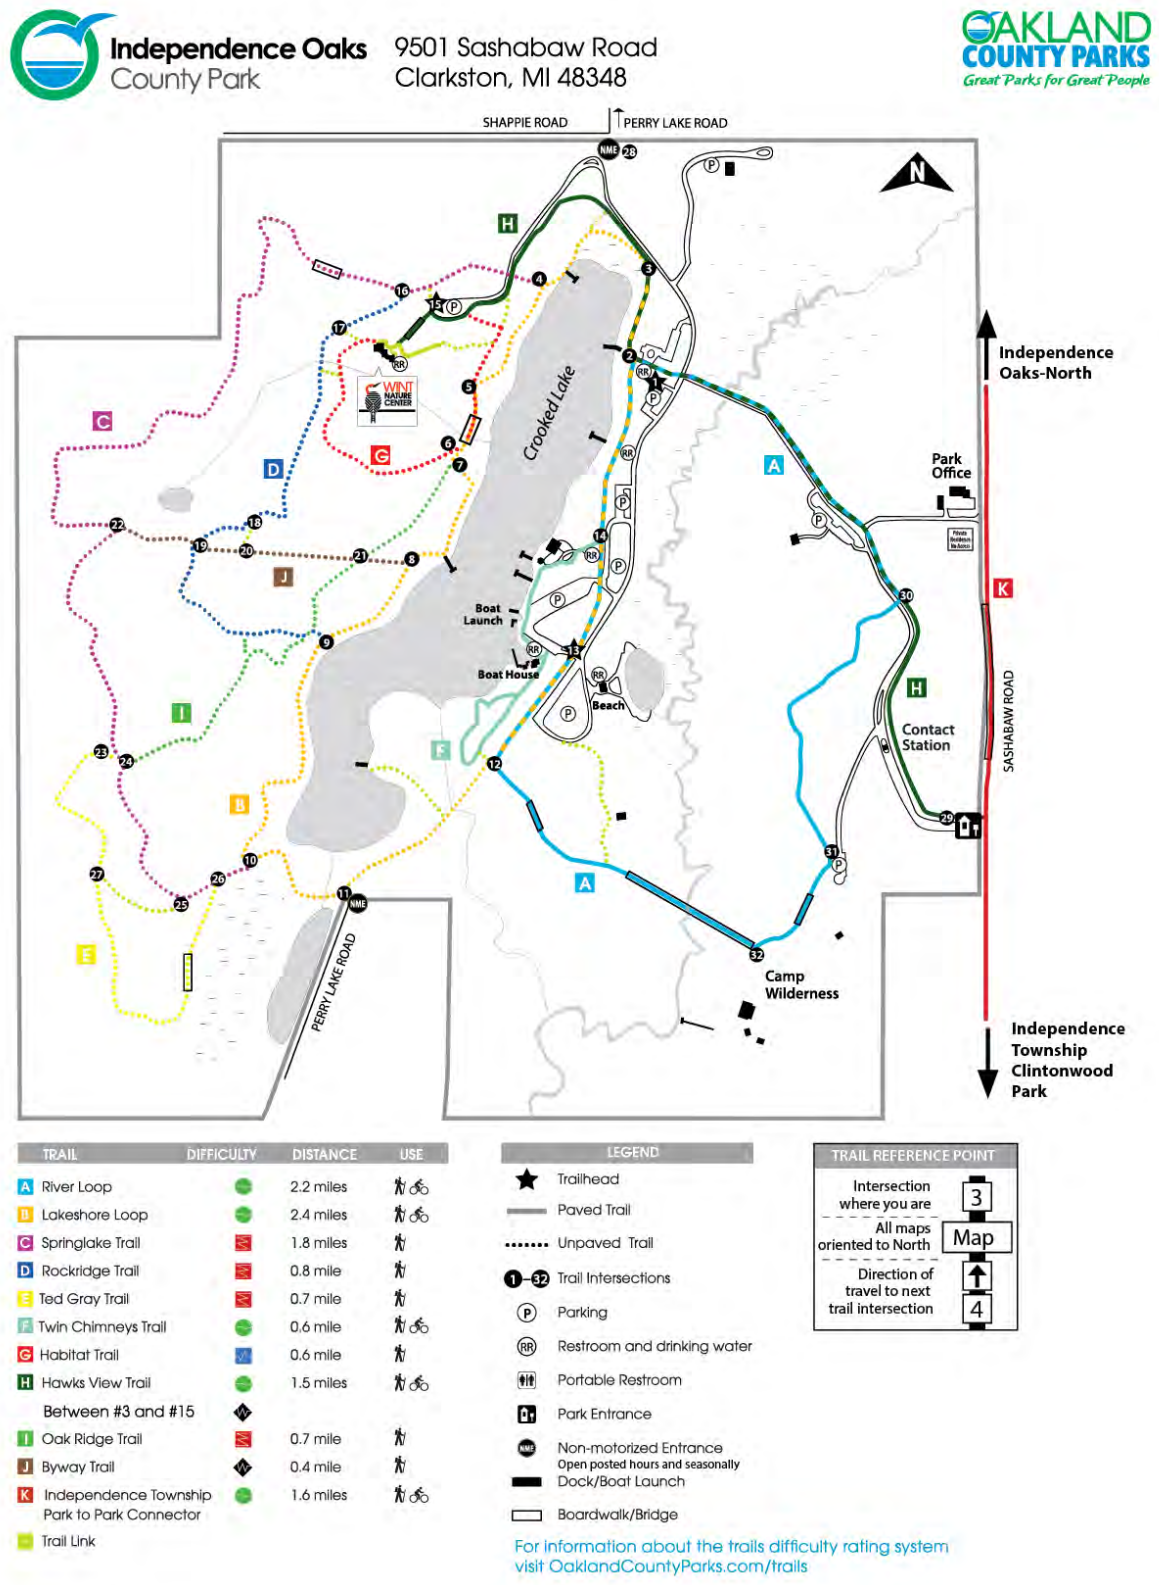 Independence Oaks
County Park
9501 Sashabaw Road
Clarkston, MI 48348
OAKLAND
COUNTY PARKS
Great Parks for Great People
SHAPPIE ROAD
PERRY LAKE ROAD
NME
28
P
N
H
3
4
16
15
P
17
2
RR
1
P
RR
WINT
NATURE
CENTER
5
Independence
Oaks-North
Crooked Lake
C
G
6
7
D
RR
A
Park
Office
P
P
22
18
19
20
21
8
14
RR
P
J
K
30
P
Boat
Launch
9
RR
13
Boat House
RR
Beach
H
SASHABAW ROAD
I
P
Contact
Station
23
24
F
12
B
29
10
31
P
27
26
A
25
11
NME
E
32
PERRY LAKE ROAD
Camp
Wilderness
Independence
Township
Clintonwood
Park
TRAIL DIFFICULTY DISTANCE USE
A River Loop 2.2 miles
B Lakeshore Loop 2.4 miles
C Springlake Trail 1.8 miles
D Rockridge Trail 0.8 mile
E Ted Gray Trail 0.7 mile
F Twin Chimneys Trail 0.6 mile
G Habitat Trail 0.6 mile
H Hawks View Trail 1.5 miles
Between #3 and #15
I Oak Ridge Trail 0.7 mile
J Byway Trail 0.4 mile
K Independence Township 1.6 miles
Park to Park Connector
Trail Link
LEGEND
Trailhead
Paved Trail
Unpaved Trail
1-32 Trail Intersections
P Parking
RR Restroom and drinking water
Portable Restroom
Park Entrance
NME Non-motorized Entrance
Open posted hours and seasonally
Dock/Boat Launch
Boardwalk/Bridge
TRAIL REFERENCE POINT
Intersection
where you are
3
All maps
oriented to North
Map
Direction of
travel to next
trail intersection
4
For information about the trails difficulty rating system
visit OaklandCountyParks.com/trails